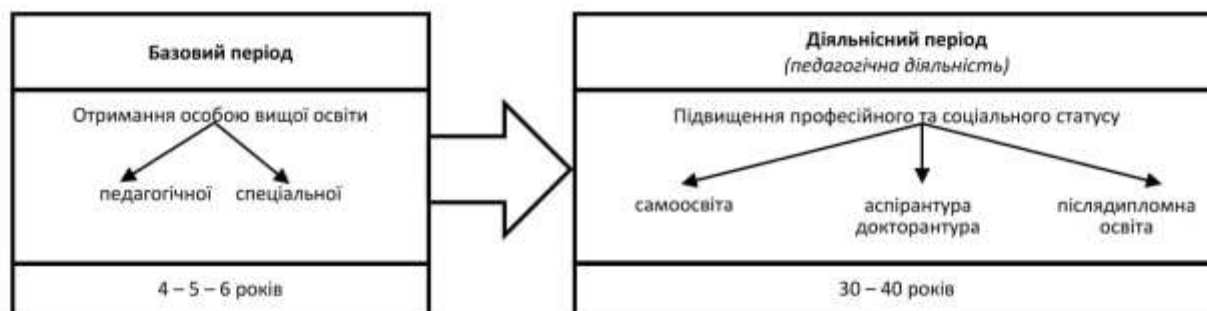 Базовий період
Отримання особою вищої освіти
педагогічної спеціальної
4 – 5 – 6 років
Діяльнісний період
(педагогічна діяльність)
Підвищення професійного та соціального статусу
самоосвіта
аспірантура
докторантура
післядипломна
освіта
30 – 40 років